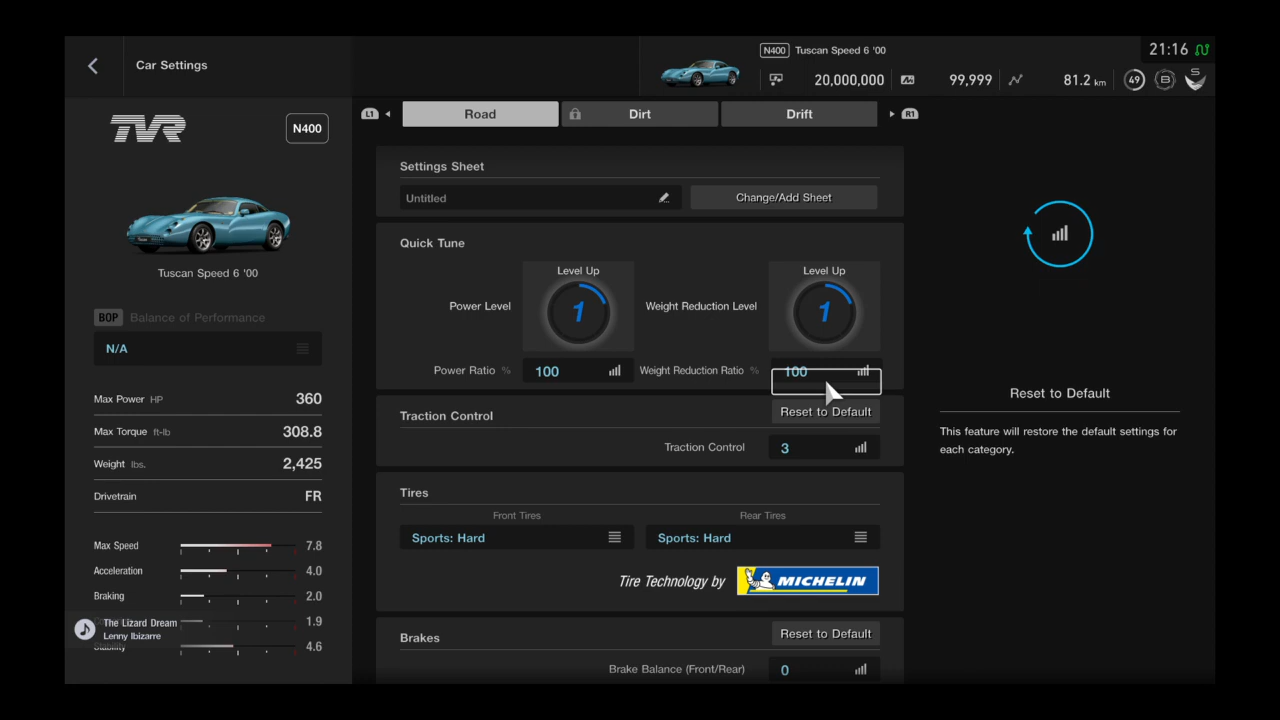 Car Settings
N400 Tuscan Speed 6 '00
21:16
20,000,000
99,999
81.2 km
49
B
S
TVR
N400
L1
Road
Dirt
Drift
R1
Tuscan Speed 6 '00
BOP Balance of Performance
N/A
Max Power HP 360
Max Torque ft-lb 308.8
Weight lbs. 2,425
Drivetrain FR
Max Speed 7.8
Acceleration 4.0
Braking 2.0
1.9
Stability 4.6
The Lizard Dream
Lenny Ibizarre
Settings Sheet
Untitled
Change/Add Sheet
Quick Tune
Level Up
Level Up
Power Level
1
Weight Reduction Level
1
Power Ratio % 100
Weight Reduction Ratio % 100
Traction Control
Reset to Default
Traction Control 3
Tires
Front Tires
Rear Tires
Sports: Hard
Sports: Hard
Tire Technology by MICHELIN
Brakes
Reset to Default
Brake Balance (Front/Rear) 0
Reset to Default
This feature will restore the default settings for
each category.